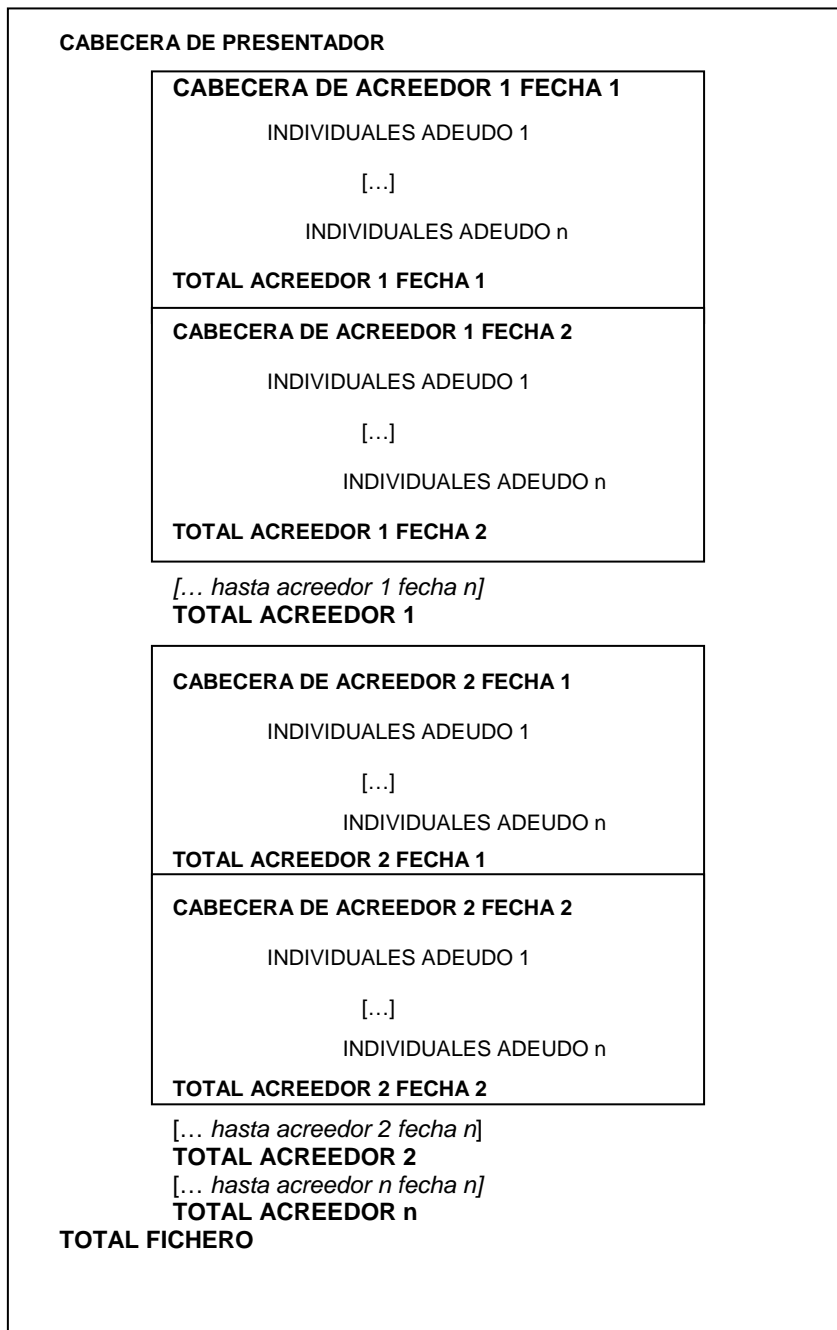 CABECERA DE PRESENTADOR
CABECERA DE ACREEDOR 1 FECHA 1
INDIVIDUALES ADEUDO 1
[…]
INDIVIDUALES ADEUDO n
TOTAL ACREEDOR 1 FECHA 1
CABECERA DE ACREEDOR 1 FECHA 2
INDIVIDUALES ADEUDO 1
[…]
INDIVIDUALES ADEUDO n
TOTAL ACREEDOR 1 FECHA 2
[… hasta acreedor 1 fecha n]
TOTAL ACREEDOR 1
CABECERA DE ACREEDOR 2 FECHA 1
INDIVIDUALES ADEUDO 1
[…]
INDIVIDUALES ADEUDO n
TOTAL ACREEDOR 2 FECHA 1
CABECERA DE ACREEDOR 2 FECHA 2
INDIVIDUALES ADEUDO 1
[…]
INDIVIDUALES ADEUDO n
TOTAL ACREEDOR 2 FECHA 2
[… hasta acreedor 2 fecha n]
TOTAL ACREEDOR 2
[… hasta acreedor n fecha n]
TOTAL ACREEDOR n
TOTAL FICHERO